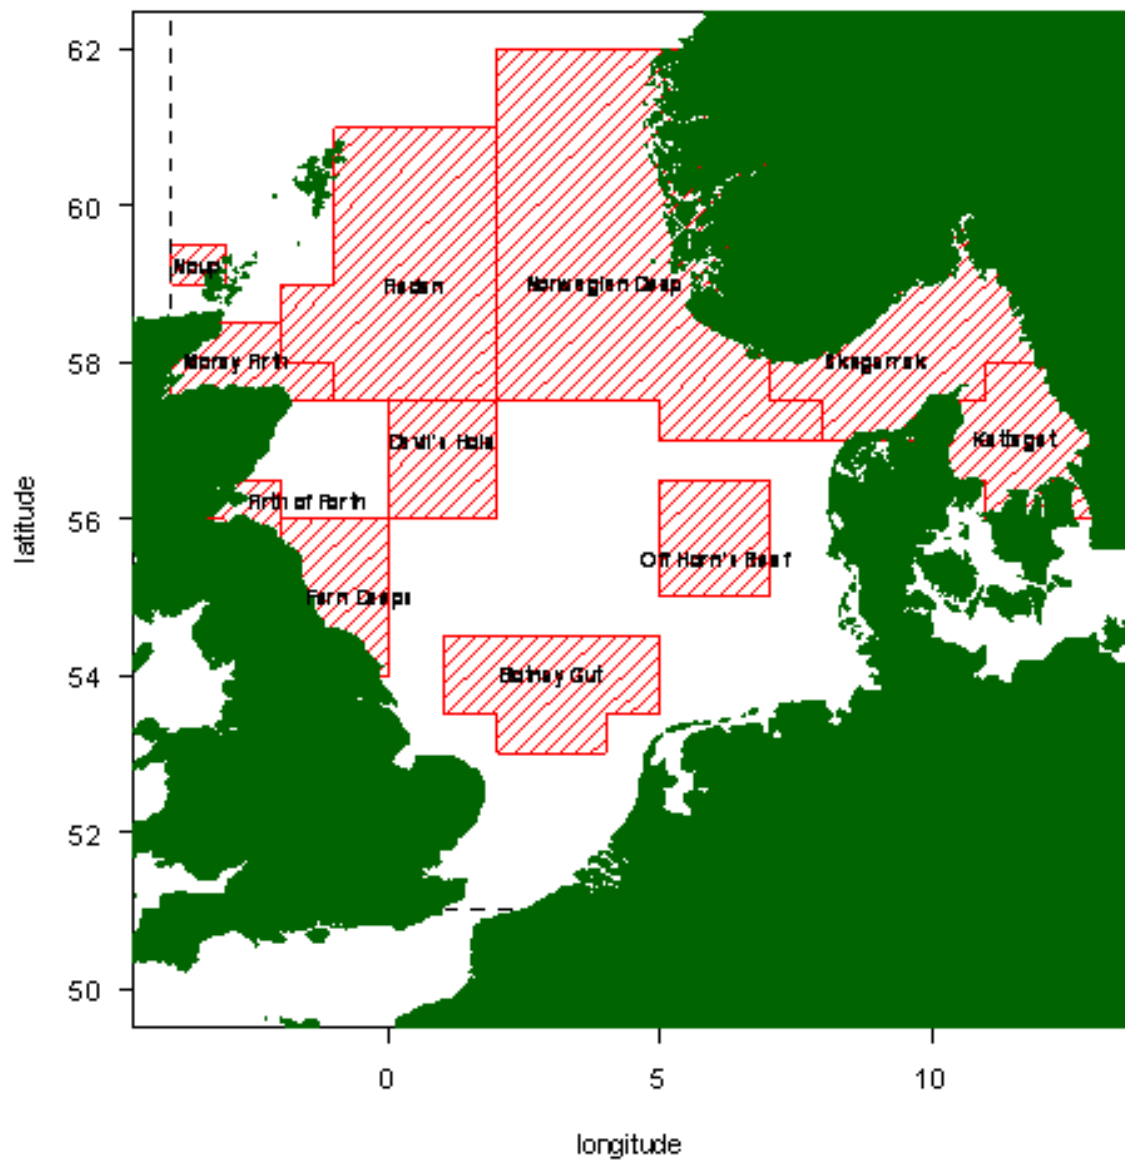 62
60
58
56
54
52
50
latitude
Noup
Fladen
Norwegian Deep
Moray Firth
Skagerrak
Devil's Hole
Kattegat
Firth of Forth
Off Horn's Reef
Farn Deeps
Botney Gut
0
5
10
longitude